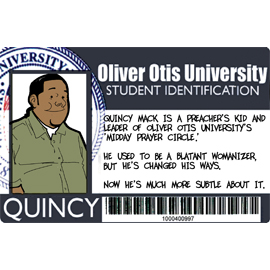 UNIVERSITY
Oliver Otis University
STUDENT IDENTIFICATION
QUINCY MACK IS A PREACHER'S KID AND
LEADER OF OLIVER OTIS UNIVERSITY'S
"MIDDAY PRAYER CIRCLE."
HE USED TO BE A BLATANT WOMANIZER,
BUT HE'S CHANGED HIS WAYS.
NOW HE'S MUCH MORE SUBTLE ABOUT IT.
QUINCY
1000400997